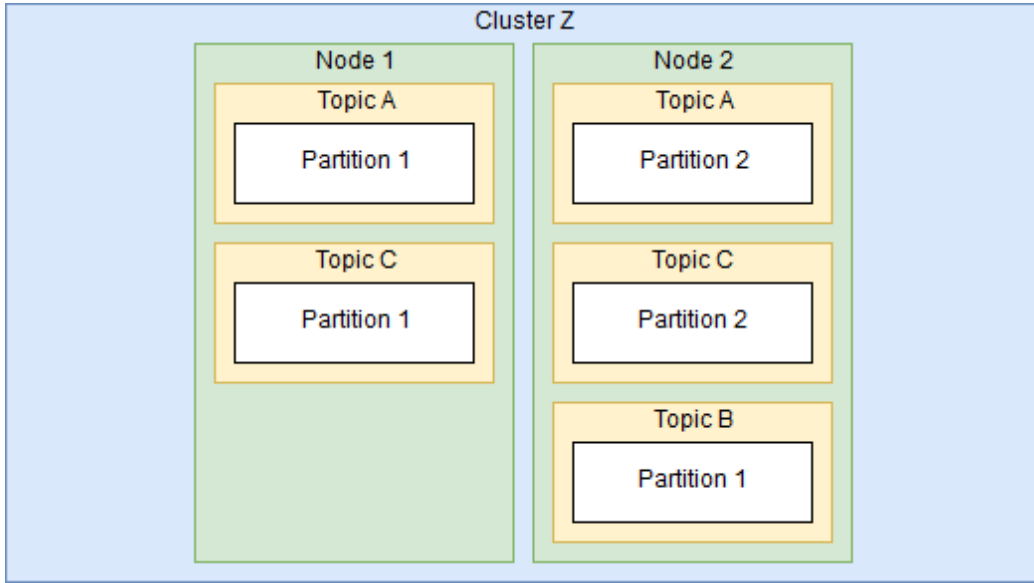 Cluster Z
Node 1
Topic A
Partition 1
Topic C
Partition 1
Node 2
Topic A
Partition 2
Topic C
Partition 2
Topic B
Partition 1